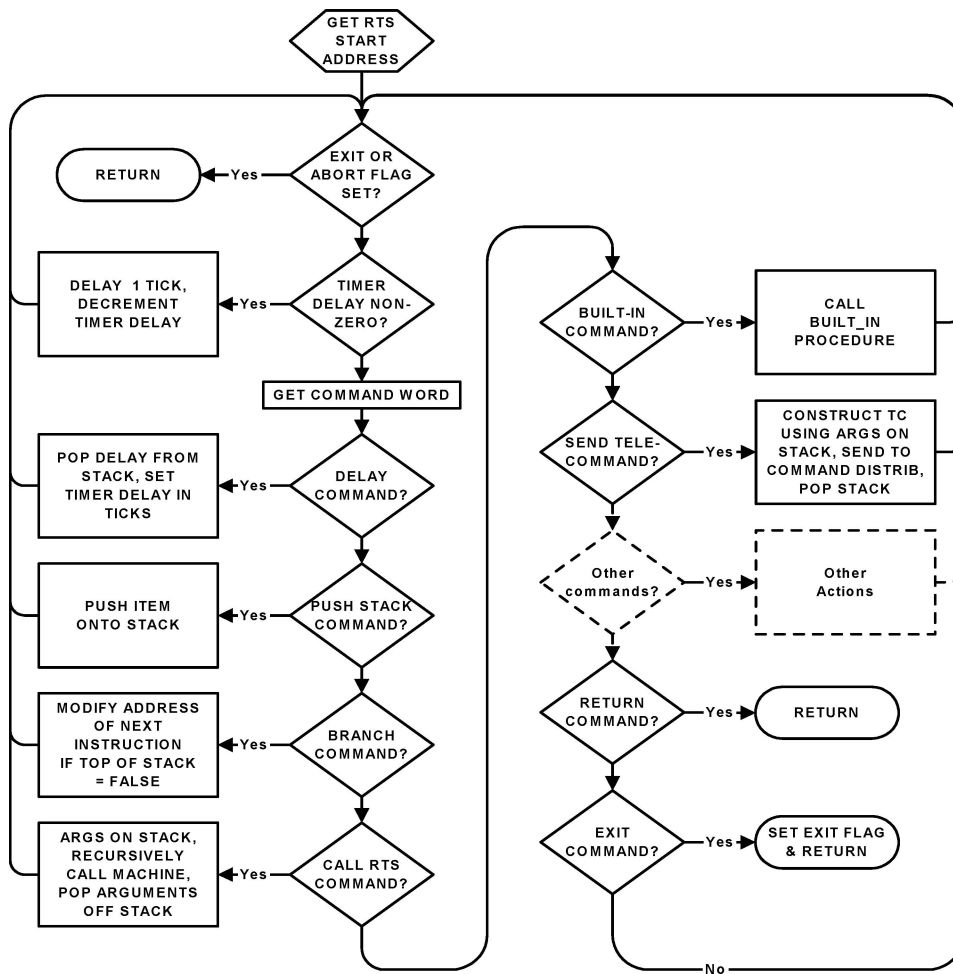 GET RTS
START
ADDRESS
EXIT OR
ABORT FLAG
SET?
Yes
RETURN
TIMER
DELAY NON-
ZERO?
Yes
DELAY 1 TICK,
DECREMENT
TIMER DELAY
GET COMMAND WORD
DELAY
COMMAND?
Yes
POP DELAY FROM
STACK, SET
TIMER DELAY IN
TICKS
PUSH STACK
COMMAND?
Yes
PUSH ITEM
ONTO STACK
BRANCH
COMMAND?
Yes
MODIFY ADDRESS
OF NEXT
INSTRUCTION
IF TOP OF STACK
= FALSE
CALL RTS
COMMAND?
Yes
ARGS ON STACK,
RECURSIVELY
CALL MACHINE,
POP ARGUMENTS
OFF STACK
BUILT-IN
COMMAND?
Yes
CALL
BUILT_IN
PROCEDURE
SEND TELE-
COMMAND?
Yes
CONSTRUCT TC
USING ARGS ON
STACK, SEND TO
COMMAND DISTRIB,
POP STACK
Other
commands?
Yes
Other
Actions
RETURN
COMMAND?
Yes
RETURN
EXIT
COMMAND?
Yes
SET EXIT FLAG
& RETURN
No